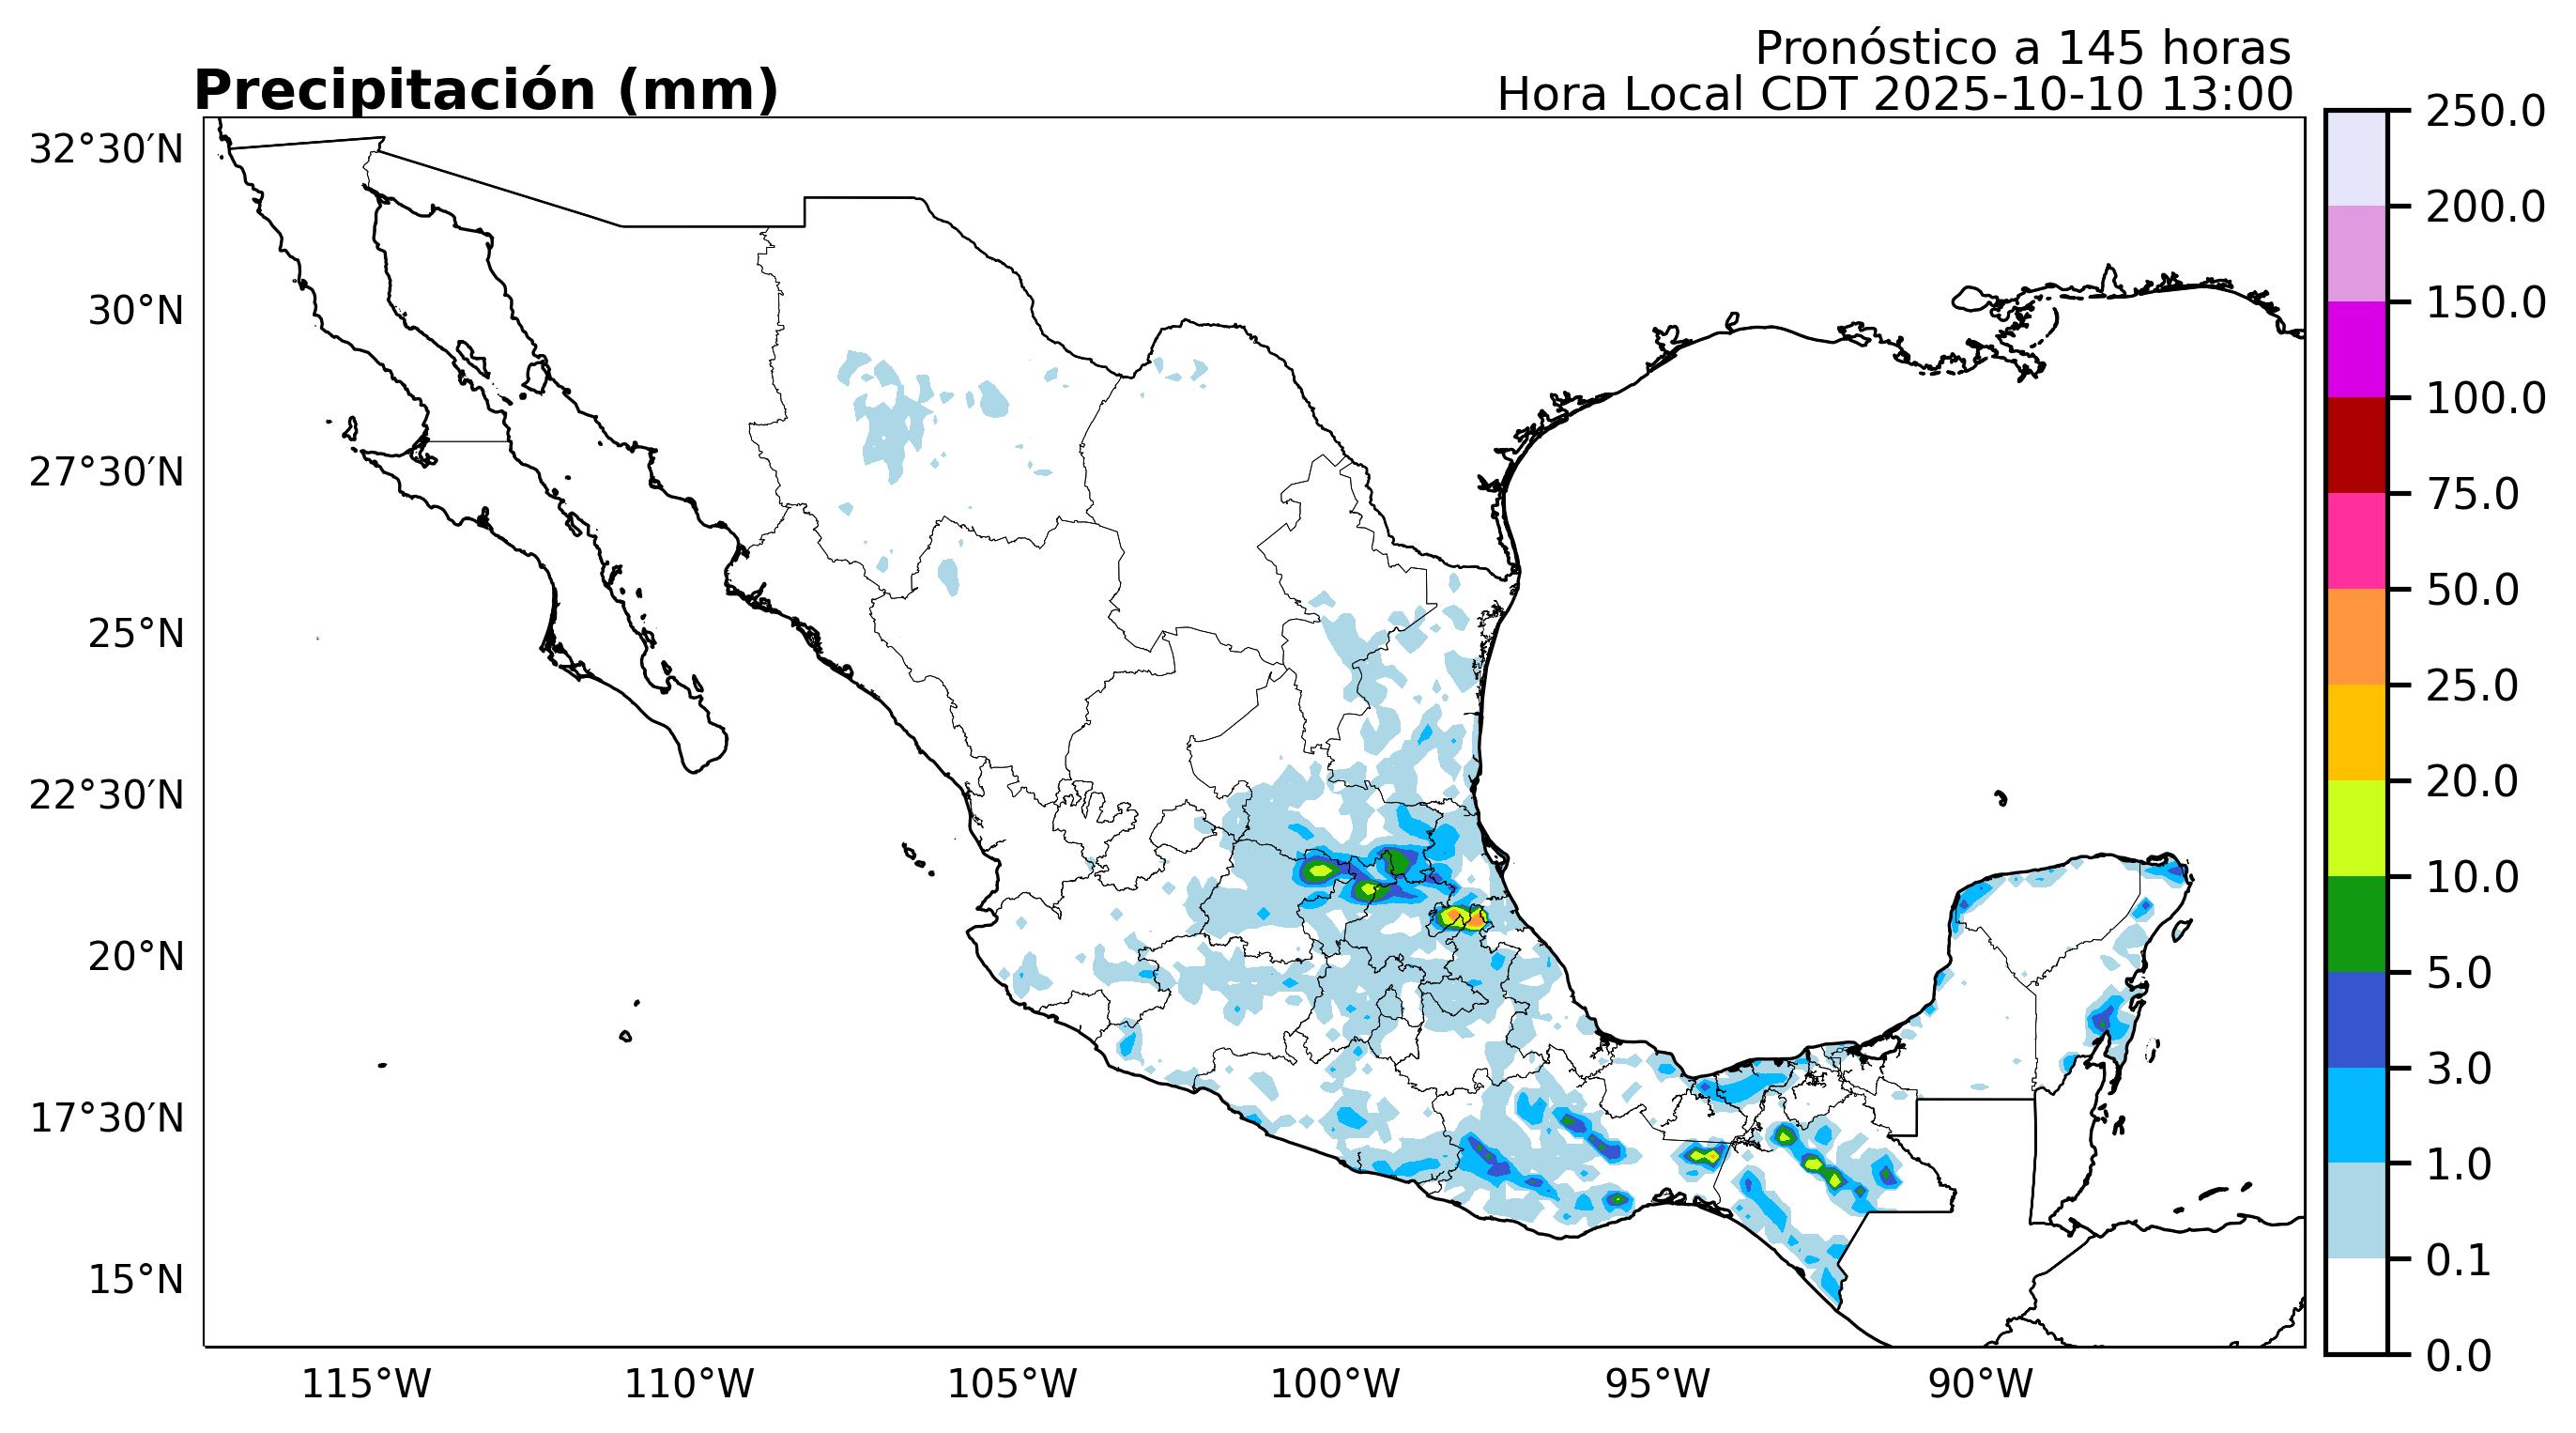 Pronóstico a 145 horas
Precipitación (mm)
Hora Local CDT 2025-10-10 13:00
32°30′N
30°N
27°30′N
25°N
22°30′N
20°N
17°30′N
15°N
115°W
110°W
105°W
100°W
95°W
90°W
250.0
200.0
150.0
100.0
75.0
50.0
25.0
20.0
10.0
5.0
3.0
1.0
0.1
0.0